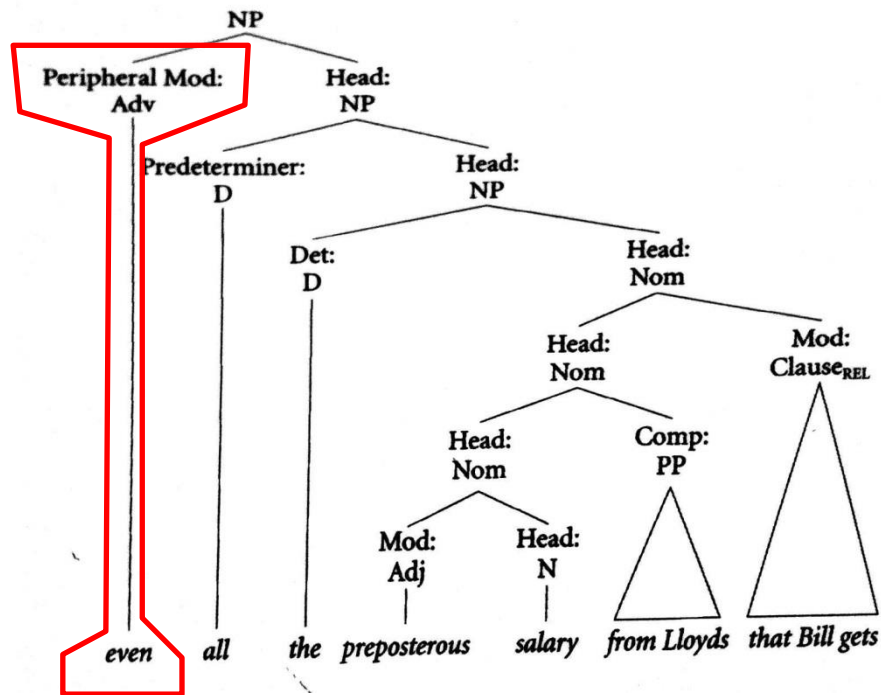 NP
Peripheral Mod: Head:
Adv NP
Predeterminer: Head:
D NP
Det: Head:
D Nom
Head: Mod:
Nom Clause_REL
Head: Comp:
Nom PP
Mod: Head:
Adj N
even all the preposterous salary from Lloyds that Bill gets